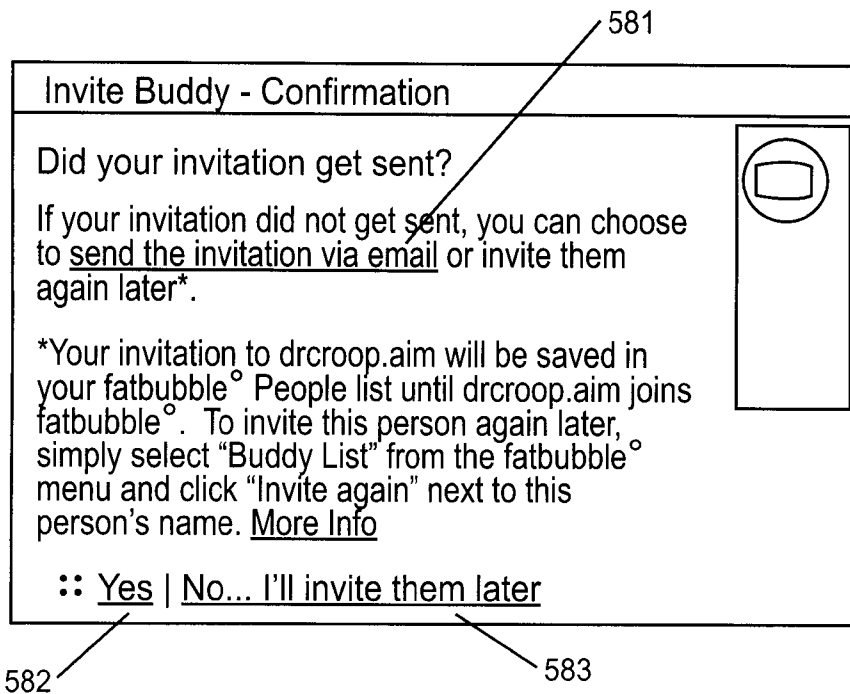 581
Invite Buddy - Confirmation
Did your invitation get sent?
If your invitation did not get sent, you can choose
to send the invitation via email or invite them
again later*.
*Your invitation to drcroop.aim will be saved in
your fatbubble° People list until drcroop.aim joins
fatbubble°. To invite this person again later,
simply select “Buddy List” from the fatbubble°
menu and click “Invite again” next to this
person's name. More Info
:: Yes | No... I'll invite them later
582
583